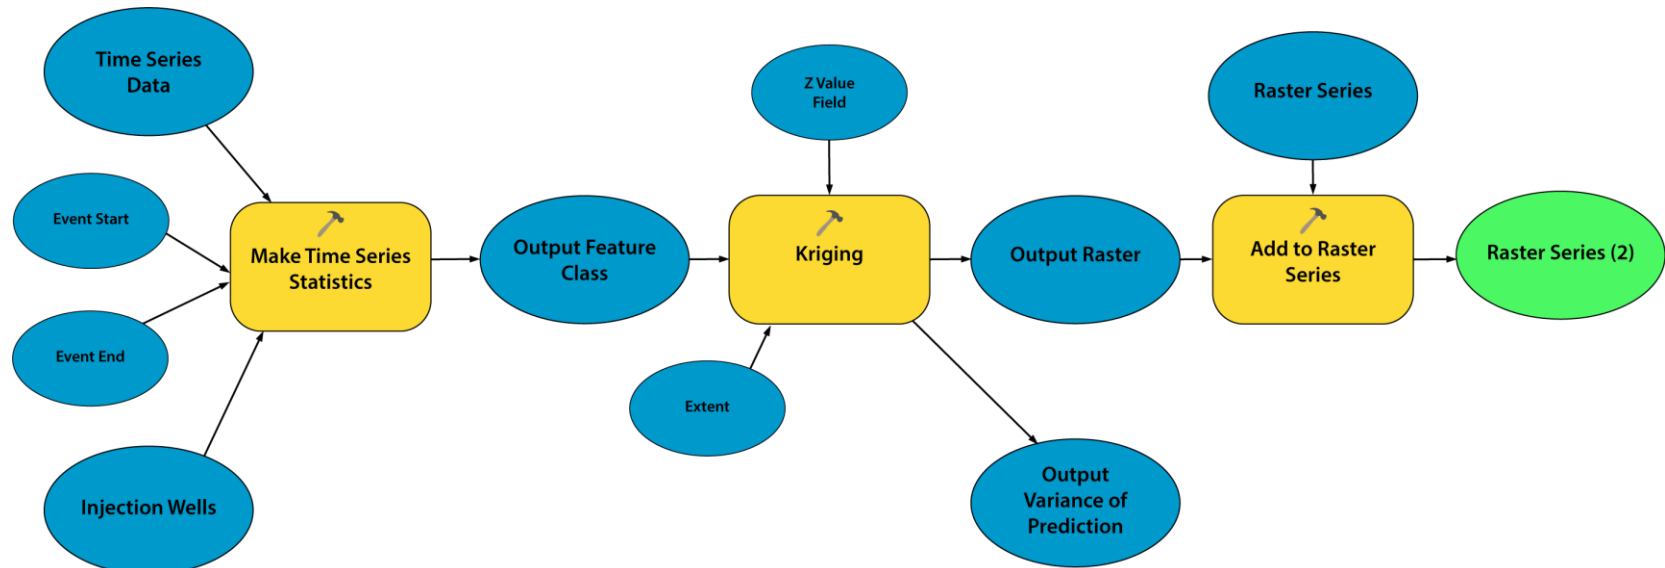 Time Series
Data
Event Start
Event End
Injection Wells
Make Time Series
Statistics
Output Feature
Class
Z Value
Field
Kriging
Extent
Output Raster
Output
Variance of
Prediction
Raster Series
Add to Raster
Series
Raster Series (2)